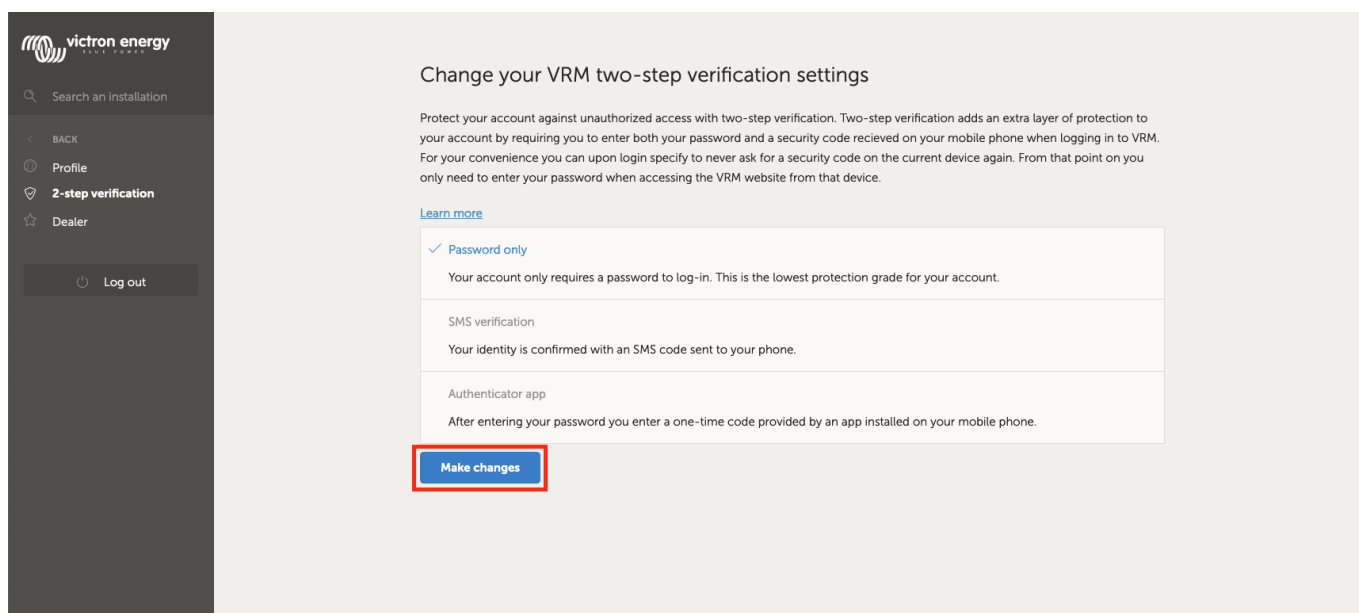 victron energy
BLUE POWER
Search an installation
BACK
Profile
2-step verification
Dealer
Log out
Change your VRM two-step verification settings
Protect your account against unauthorized access with two-step verification. Two-step verification adds an extra layer of protection to
your account by requiring you to enter both your password and a security code recieved on your mobile phone when logging in to VRM.
For your convenience you can upon login specify to never ask for a security code on the current device again. From that point on you
only need to enter your password when accessing the VRM website from that device.
Learn more
Password only
Your account only requires a password to log-in. This is the lowest protection grade for your account.
SMS verification
Your identity is confirmed with an SMS code sent to your phone.
Authenticator app
After entering your password you enter a one-time code provided by an app installed on your mobile phone.
Make changes